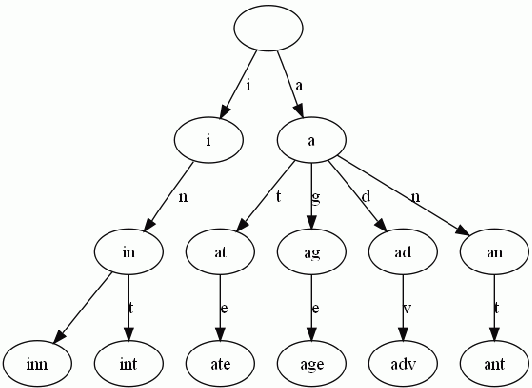 i a
i a
n t g d n
in at ag ad an
t e e v t
inn int ate age adv ant